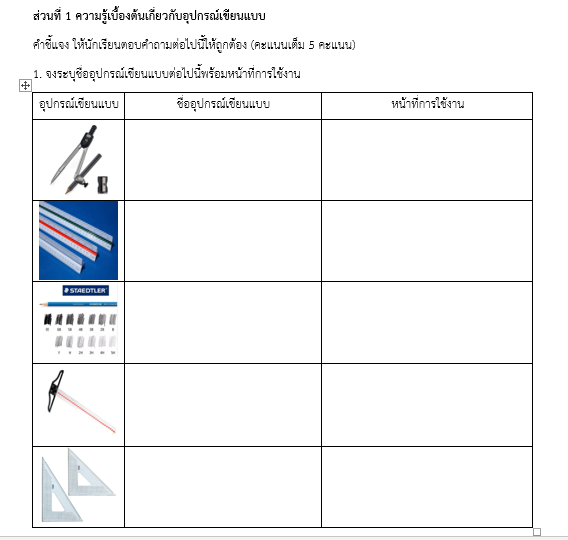 ส่วนที่ 1 ความรู้เบื้องต้นเกี่ยวกับอุปกรณ์เขียนแบบ
คำชี้แจง ให้นักเรียนตอบคำถามต่อไปนี้ให้ถูกต้อง (คะแนนเต็ม 5 คะแนน)
1. จงระบุชื่ออุปกรณ์เขียนแบบต่อไปนี้พร้อมหน้าที่การใช้งาน
อุปกรณ์เขียนแบบ ชื่ออุปกรณ์เขียนแบบ หน้าที่การใช้งาน
STAEDTLER